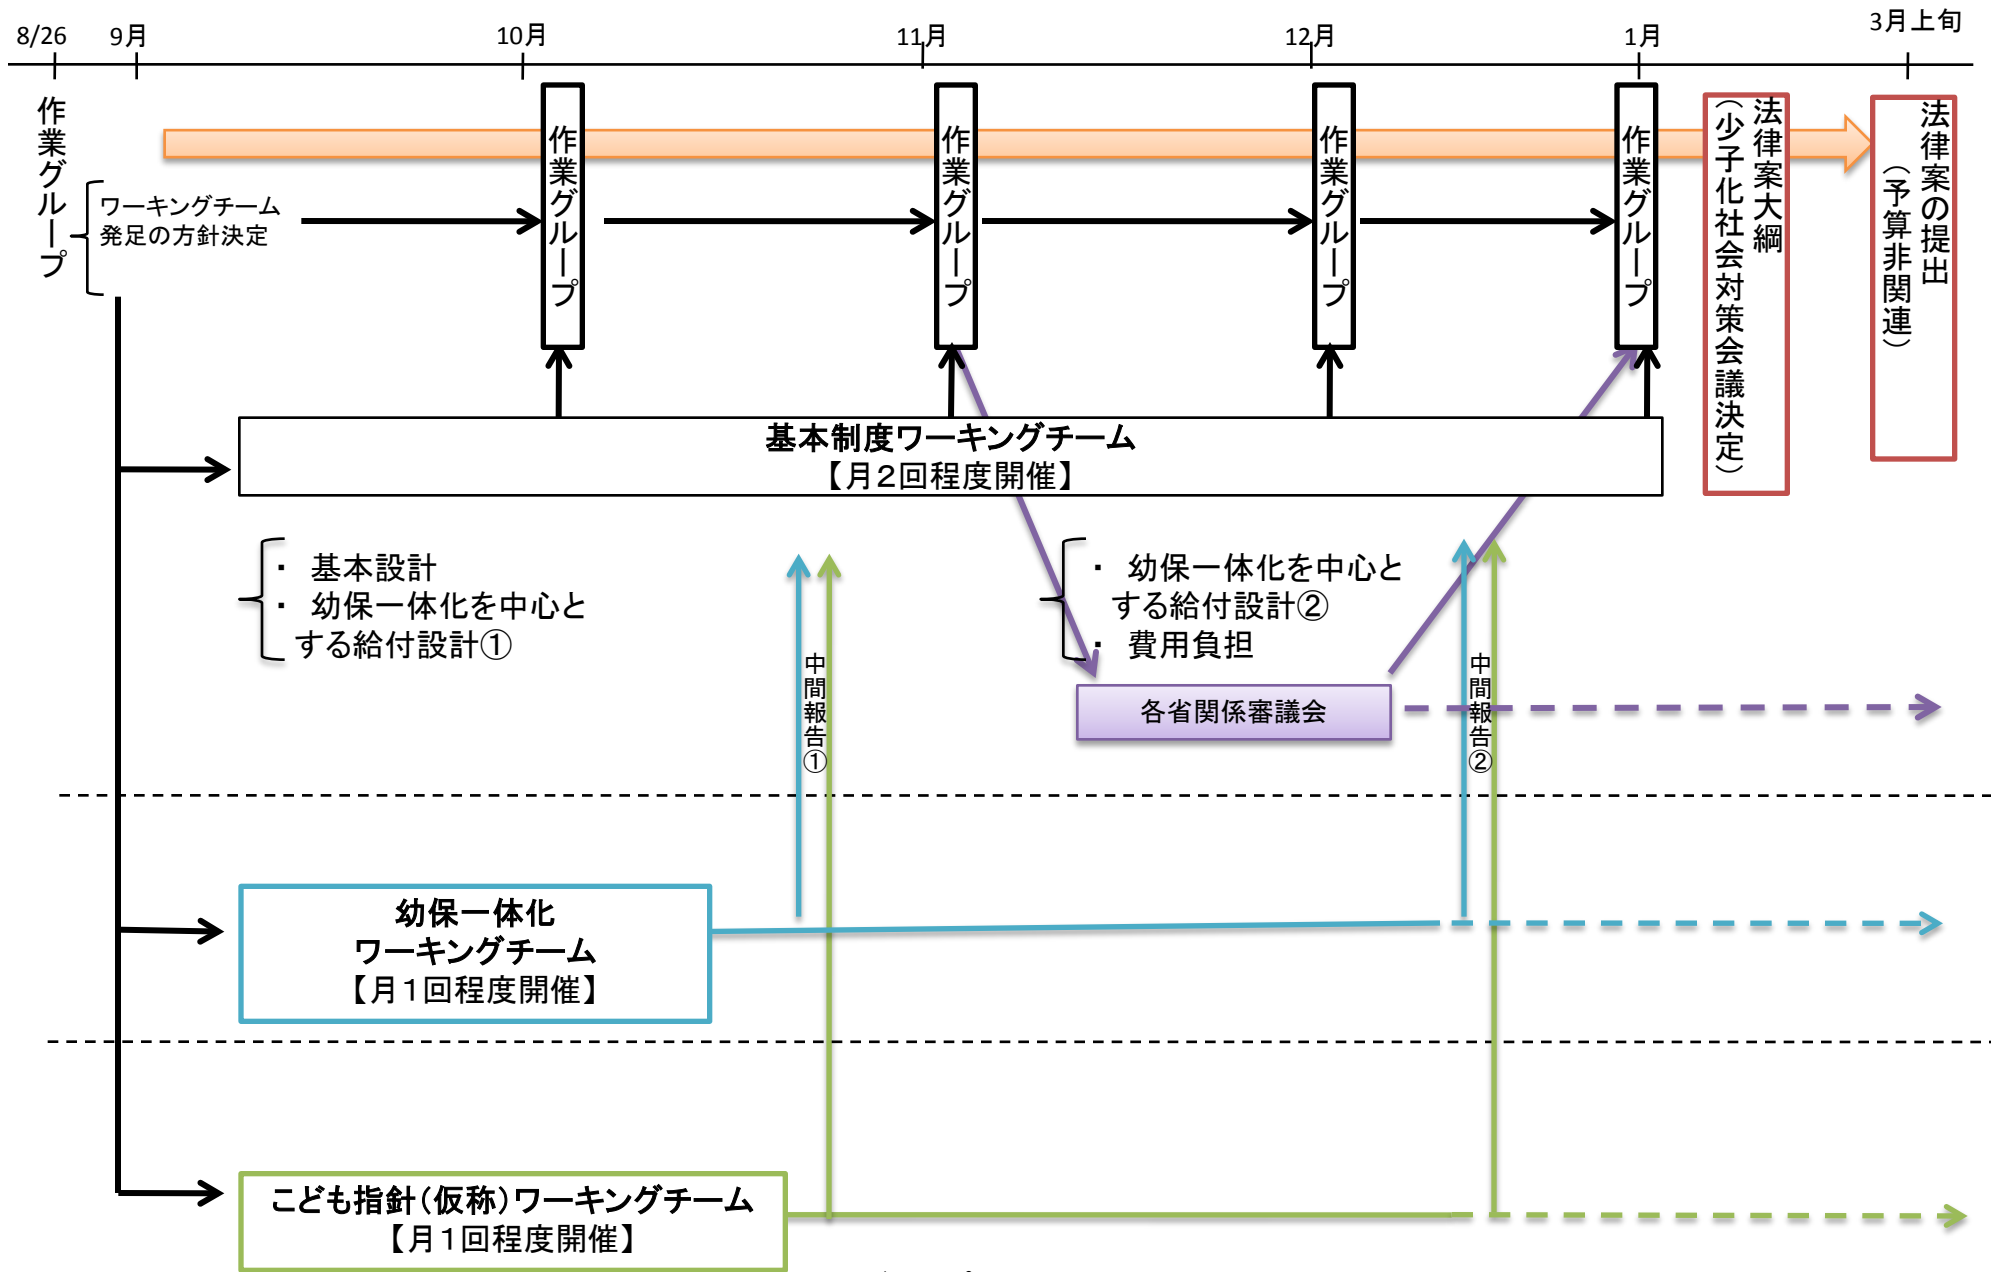 8/26
9月
10月
11月
12月
1月
3月上旬
作業グループ
ワーキングチーム
発足の方針決定
作業グループ
作業グループ
作業グループ
作業グループ
法律案大綱
（少子化社会対策会議決定）
法律案の提出
（予算非関連）
基本制度ワーキングチーム
【月２回程度開催】
・ 基本設計
・ 幼保一体化を中心と
する給付設計①
・ 幼保一体化を中心と
する給付設計②
・ 費用負担
中間報告①
中間報告②
各省関係審議会
幼保一体化
ワーキングチーム
【月１回程度開催】
こども指針（仮称）ワーキングチーム
【月１回程度開催】